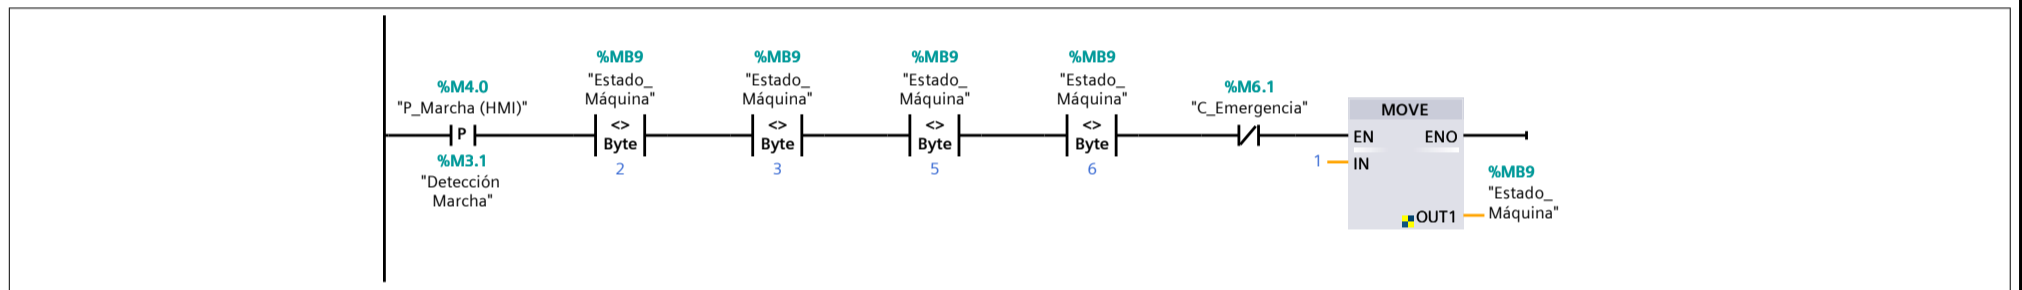 %M4.0
"P_Marcha (HMI)"
P
%M3.1
"Detección
Marcha"
%MB9
"Estado_
Máquina"
<>
Byte
2
%MB9
"Estado_
Máquina"
<>
Byte
3
%MB9
"Estado_
Máquina"
<>
Byte
5
%MB9
"Estado_
Máquina"
<>
Byte
6
%M6.1
"C_Emergencia"
MOVE
EN ENO
1 IN
OUT1
%MB9
"Estado_
Máquina"